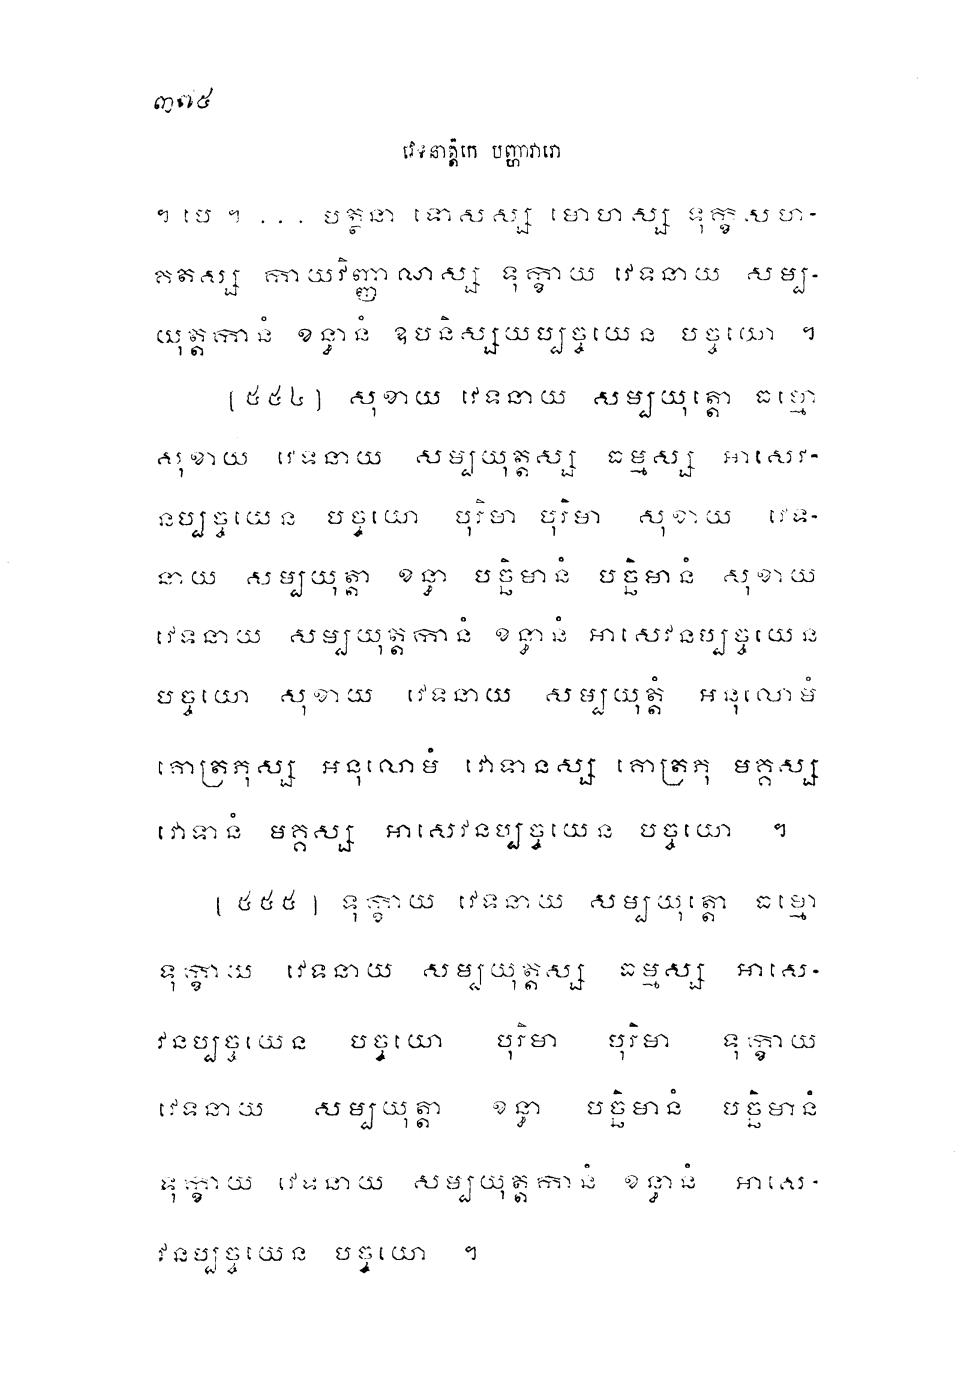 ៣៧៥
វេទនាត្តិកេ បញ្ហាវារោ
។ បេ ។ ... បត្ថនា ទោសស្ស មោហស្ស ទុក្ខសហ-
គតស្ស កាយវិញ្ញាណស្ស ទុក្ខាយ វេទនាយ សម្ប-
យុត្តកានំ ខន្ធានំ ឧបនិស្សយប្បច្ចយេន បច្ចយោ ។
(៥៥៤) សុខាយ វេទនាយ សម្បយុត្តោ ធម្មោ
សុខាយ វេទនាយ សម្បយុត្តស្ស ធម្មស្ស អាសេវ-
នប្បច្ចយេន បច្ចយោ បុរិមា បុរិមា សុខាយ វេទ-
នាយ សម្បយុត្តា ខន្ធា បច្ឆិមានំ បច្ឆិមានំ សុខាយ
វេទនាយ សម្បយុត្តកានំ ខន្ធានំ អាសេវនប្បច្ចយេន
បច្ចយោ សុខាយ វេទនាយ សម្បយុត្តំ អនុលោមំ
គោត្រភុស្ស អនុលោមំ វោទានស្ស គោត្រភុ មគ្គស្ស
វោទានំ មគ្គស្ស អាសេវនប្បច្ចយេន បច្ចយោ ។
(៥៥៥) ទុក្ខាយ វេទនាយ សម្បយុត្តោ ធម្មោ
ទុក្ខាយ វេទនាយ សម្បយុត្តស្ស ធម្មស្ស អាសេ-
វនប្បច្ចយេន បច្ចយោ បុរិមា បុរិមា ទុក្ខាយ
វេទនាយ សម្បយុត្តា ខន្ធា បច្ឆិមានំ បច្ឆិមានំ
ទុក្ខាយ វេទនាយ សម្បយុត្តកានំ ខន្ធានំ អាសេ-
វនប្បច្ចយេន បច្ចយោ ។